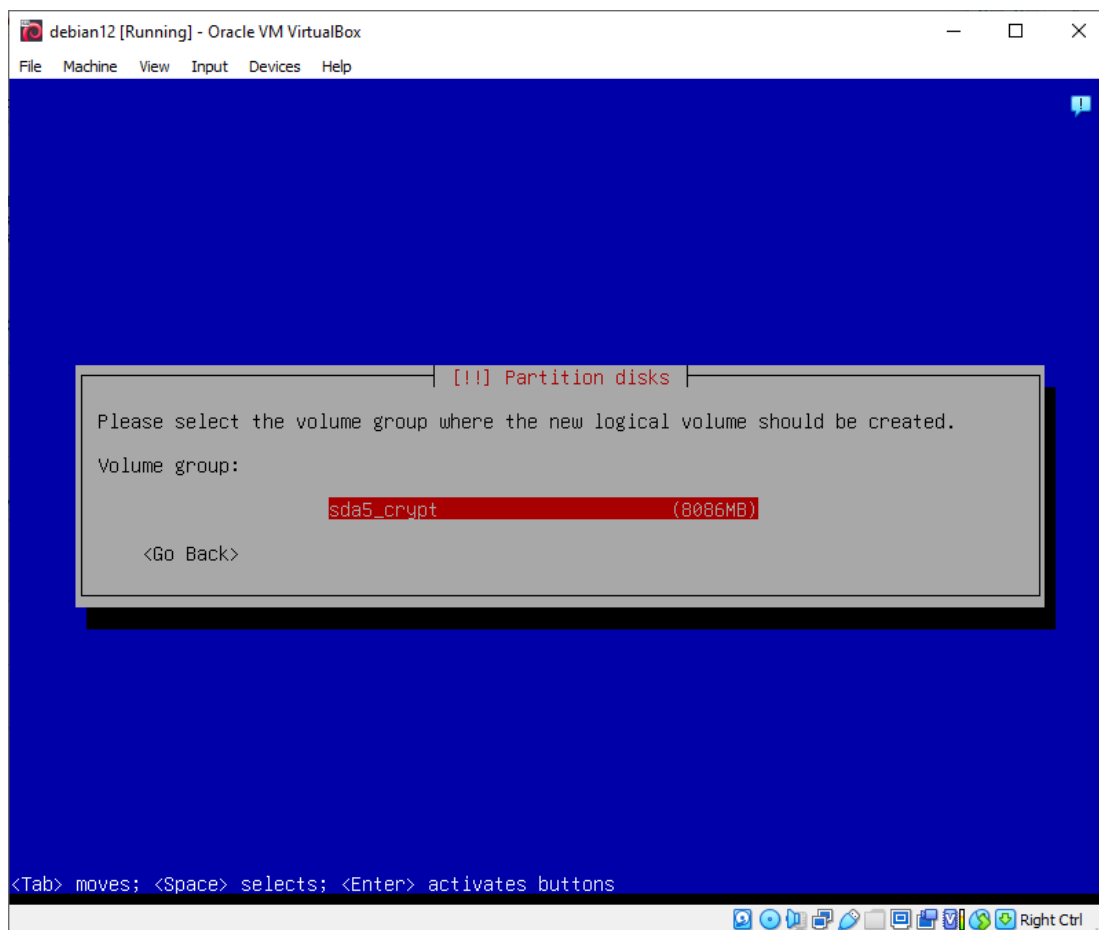 debian12 [Running] - Oracle VM VirtualBox
File Machine View Input Devices Help
[!!] Partition disks
Please select the volume group where the new logical volume should be created.
Volume group:
sda5_crypt (8086MB)
<Go Back>
<Tab> moves; <Space> selects; <Enter> activates buttons
Right Ctrl